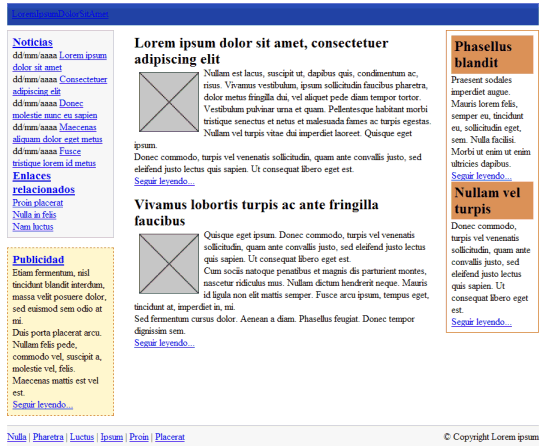 LoremIpsumDolorSitAmet
Noticias
dd/mm/aaaa Lorem ipsum
dolor sit amet
dd/mm/aaaa Consectetuer
adipiscing elit
dd/mm/aaaa Donec
molestie nunc eu sapien
dd/mm/aaaa Maecenas
aliquam dolor eget metus
dd/mm/aaaa Fusce
tristique lorem id metus
Enlaces
relacionados
Proin placerat
Nulla in felis
Nam luctus
Publicidad
Etiam fermentum, nisl
tincidunt blandit interdum,
massa velit posuere dolor,
sed euismod sem odio at
mi.
Duis porta placerat arcu.
Nullam felis pede,
commodo vel, suscipit a,
molestie vel, felis.
Maecenas mattis est vel
est.
Seguir leyendo...
Lorem ipsum dolor sit amet, consectetuer
adipiscing elit
Nullam est lacus, suscipit ut, dapibus quis, condimentum ac,
risus. Vivamus vestibulum, ipsum sollicitudin faucibus pharetra,
dolor metus fringilla dui, vel aliquet pede diam tempor tortor.
Vestibulum pulvinar urna et quam. Pellentesque habitant morbi
tristique senectus et netus et malesuada fames ac turpis egestas.
Nullam vel turpis vitae dui imperdiet laoreet. Quisque eget
ipsum.
Donec commodo, turpis vel venenatis sollicitudin, quam ante convallis justo, sed
eleifend justo lectus quis sapien. Ut consequat libero eget est.
Seguir leyendo...
Vivamus lobortis turpis ac ante fringilla
faucibus
Quisque eget ipsum. Donec commodo, turpis vel venenatis
sollicitudin, quam ante convallis justo, sed eleifend justo lectus
quis sapien. Ut consequat libero eget est.
Cum sociis natoque penatibus et magnis dis parturient montes,
nascetur ridiculus mus. Nullam dictum hendrerit neque. Mauris
id ligula non elit mattis semper. Fusce arcu ipsum, tempus eget,
tincidunt at, imperdiet in, mi.
Sed fermentum cursus dolor. Aenean a diam. Phasellus feugiat. Donec tempor
dignissim sem.
Seguir leyendo...
Phasellus
blandit
Praesent sodales
imperdiet augue.
Mauris lorem felis,
semper eu, tincidunt
eu, sollicitudin eget,
sem. Nulla facilisi.
Morbi ut enim ut enim
ultricies dapibus.
Seguir leyendo...
Nullam vel
turpis
Donec commodo,
turpis vel venenatis
sollicitudin, quam ante
convallis justo, sed
eleifend justo lectus
quis sapien. Ut
consequat libero eget
est.
Seguir leyendo...
Nulla | Pharetra | Luctus | Ipsum | Proin | Placerat
© Copyright Lorem ipsum